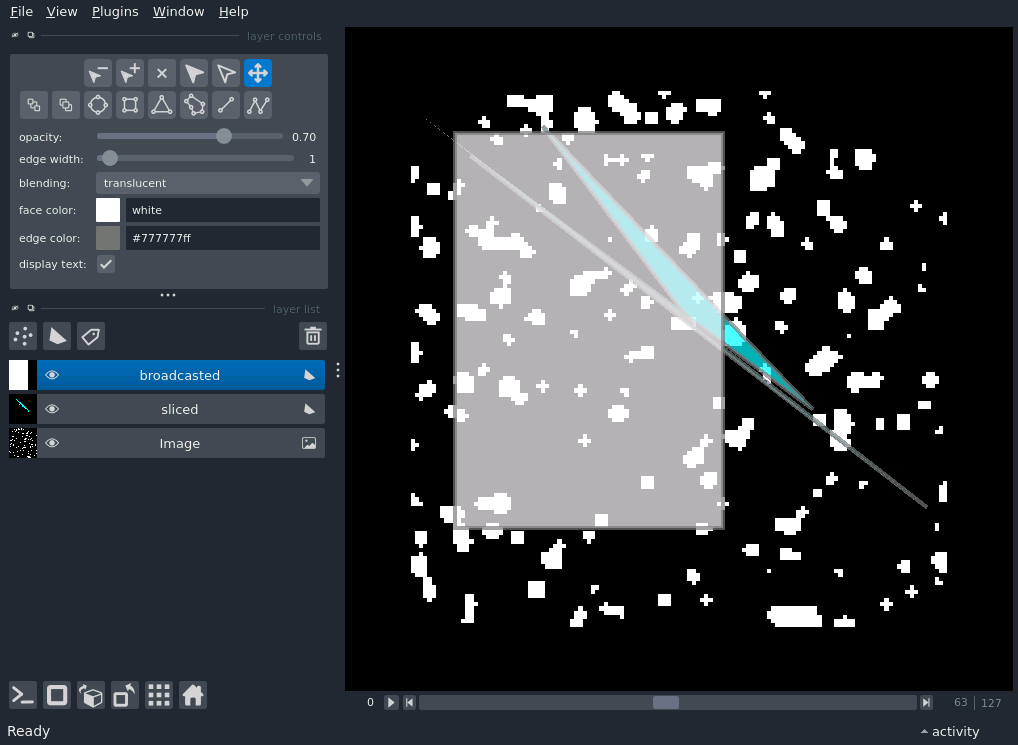 File View Plugins Window Help
layer controls
opacity: 0.70
edge width: 1
blending: translucent
face color: white
edge color: #777777ff
display text:
layer list
broadcasted
sliced
Image
0 63 127
Ready activity